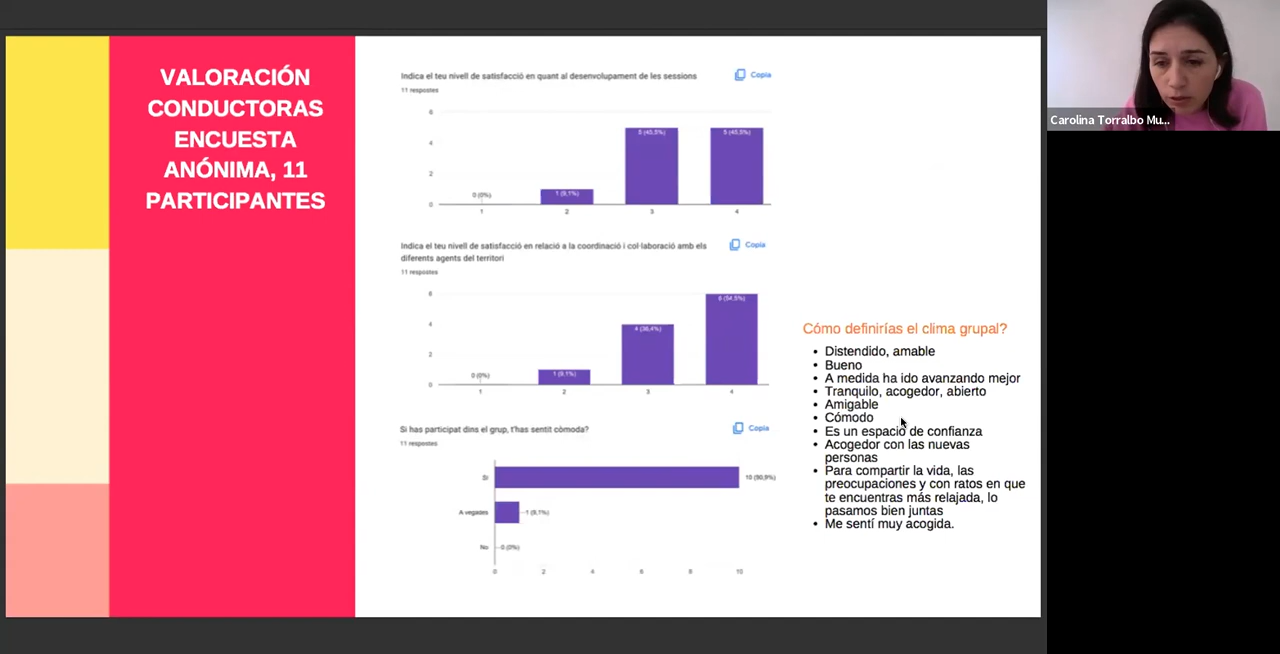 VALORACIÓN
CONDUCTORAS
ENCUESTA
ANÓNIMA, 11
PARTICIPANTES
Indica el teu nivell de satisfacció en quant al desenvolupament de les sessions
Copia
11 respostes
6
4
2
0
0 (0%)
1 (9,1%)
5 (45,5%)
5 (45,5%)
1
2
3
4
Indica el teu nivell de satisfacció en relació a la coordinació i col·laboració amb els
diferents agents del territori
Copia
11 respostes
6
4
2
0
0 (0%)
1 (9,1%)
4 (36,4%)
6 (54,5%)
1
2
3
4
Si has participat dins el grup, t'has sentit còmoda?
Copia
11 respostes
Sí
10 (90,9%)
A vegades
1 (9,1%)
No
0 (0%)
0
2
4
6
8
10
Cómo definirías el clima grupal?
• Distendido, amable
• Bueno
• A medida ha ido avanzando mejor
• Tranquilo, acogedor, abierto
• Amigable
• Cómodo
• Es un espacio de confianza
• Acogedor con las nuevas
personas
• Para compartir la vida, las
preocupaciones y con ratos en que
te encuentras más relajada, lo
pasamos bien juntas
• Me sentí muy acogida.
Carolina Torralbo Mu...